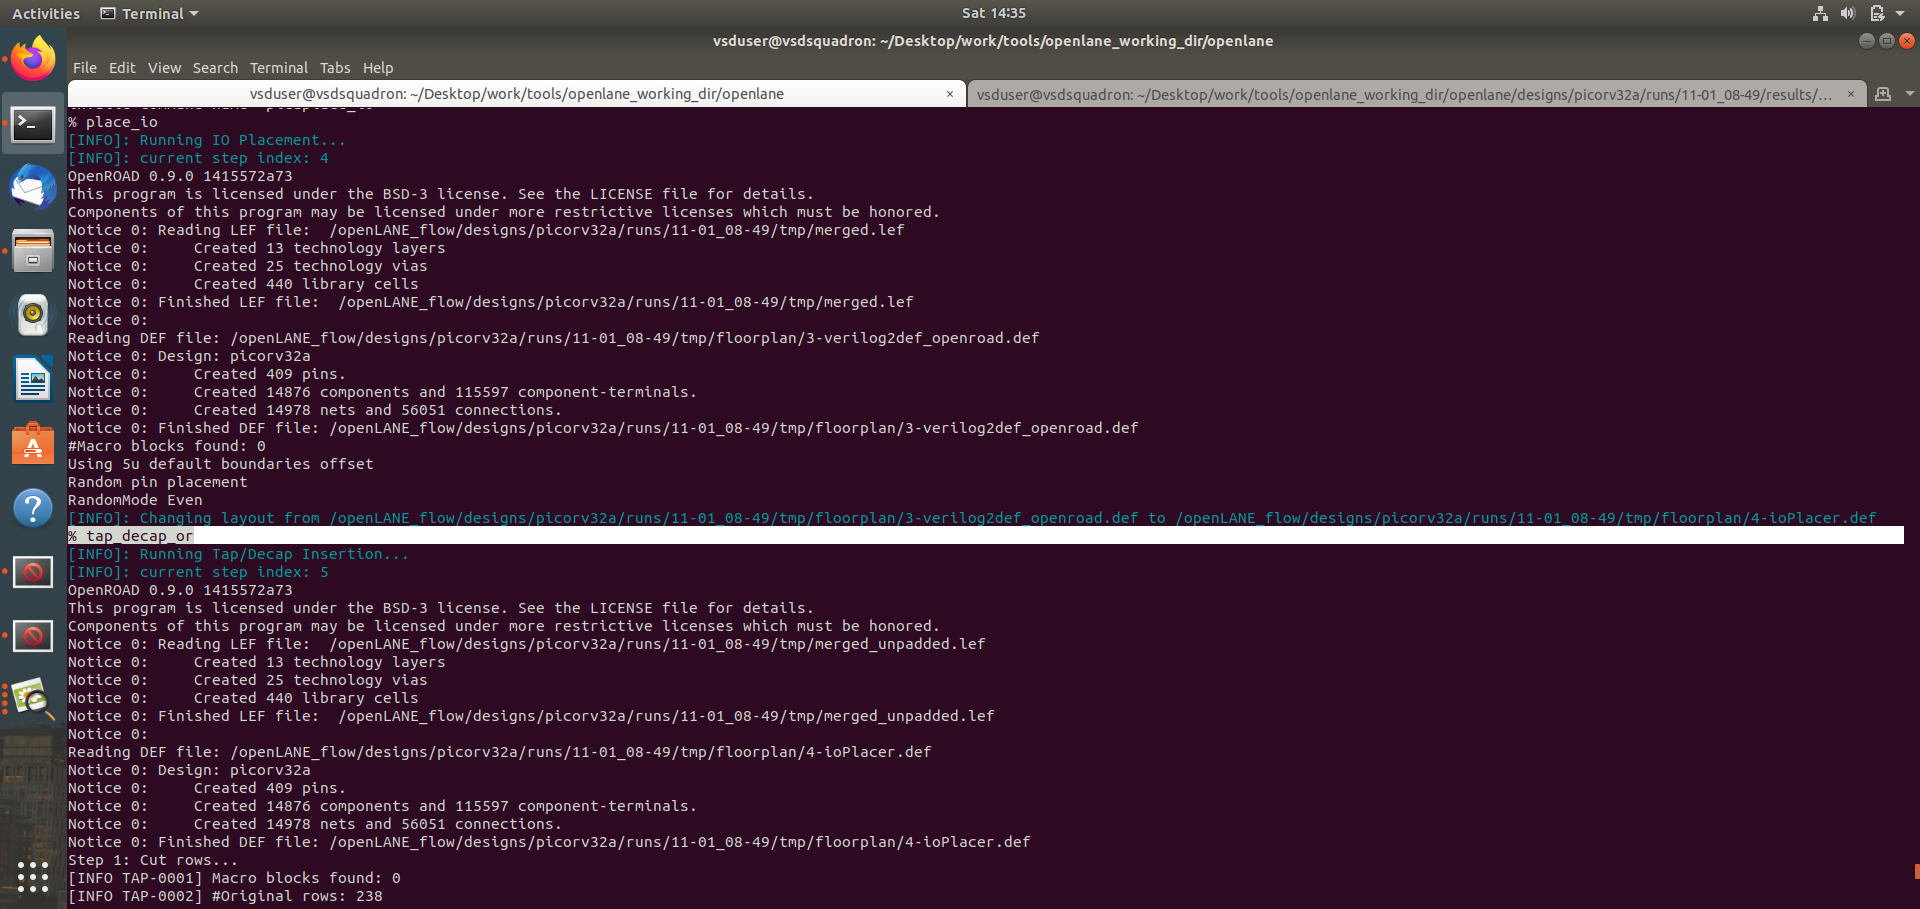 Activities
Terminal
Sat 14:35
vsduser@vsdsquadron: ~/Desktop/work/tools/openlane_working_dir/openlane
File Edit View Search Terminal Tabs Help
vsduser@vsdsquadron: ~/Desktop/work/tools/openlane_working_dir/openlane ×
vsduser@vsdsquadron: ~/Desktop/work/tools/openlane_working_dir/openlane/designs/picorv32a/runs/11-01_08-49/results/... ×
% place_io
[INFO]: Running IO Placement...
[INFO]: current step index: 4
OpenROAD 0.9.0 1415572a73
This program is licensed under the BSD-3 license. See the LICENSE file for details.
Components of this program may be licensed under more restrictive licenses which must be honored.
Notice 0: Reading LEF file:  /openLANE_flow/designs/picorv32a/runs/11-01_08-49/tmp/merged.lef
Notice 0:     Created 13 technology layers
Notice 0:     Created 25 technology vias
Notice 0:     Created 440 library cells
Notice 0: Finished LEF file:  /openLANE_flow/designs/picorv32a/runs/11-01_08-49/tmp/merged.lef
Notice 0:
Reading DEF file: /openLANE_flow/designs/picorv32a/runs/11-01_08-49/tmp/floorplan/3-verilog2def_openroad.def
Notice 0: Design: picorv32a
Notice 0:     Created 409 pins.
Notice 0:     Created 14876 components and 115597 component-terminals.
Notice 0:     Created 14978 nets and 56051 connections.
Notice 0: Finished DEF file: /openLANE_flow/designs/picorv32a/runs/11-01_08-49/tmp/floorplan/3-verilog2def_openroad.def
#Macro blocks found: 0
Using 5u default boundaries offset
Random pin placement
RandomMode Even
[INFO]: Changing layout from /openLANE_flow/designs/picorv32a/runs/11-01_08-49/tmp/floorplan/3-verilog2def_openroad.def to /openLANE_flow/designs/picorv32a/runs/11-01_08-49/tmp/floorplan/4-ioPlacer.def
% tap_decap_or
[INFO]: Running Tap/Decap Insertion...
[INFO]: current step index: 5
OpenROAD 0.9.0 1415572a73
This program is licensed under the BSD-3 license. See the LICENSE file for details.
Components of this program may be licensed under more restrictive licenses which must be honored.
Notice 0: Reading LEF file:  /openLANE_flow/designs/picorv32a/runs/11-01_08-49/tmp/merged_unpadded.lef
Notice 0:     Created 13 technology layers
Notice 0:     Created 25 technology vias
Notice 0:     Created 440 library cells
Notice 0: Finished LEF file:  /openLANE_flow/designs/picorv32a/runs/11-01_08-49/tmp/merged_unpadded.lef
Notice 0:
Reading DEF file: /openLANE_flow/designs/picorv32a/runs/11-01_08-49/tmp/floorplan/4-ioPlacer.def
Notice 0: Design: picorv32a
Notice 0:     Created 409 pins.
Notice 0:     Created 14876 components and 115597 component-terminals.
Notice 0:     Created 14978 nets and 56051 connections.
Notice 0: Finished DEF file: /openLANE_flow/designs/picorv32a/runs/11-01_08-49/tmp/floorplan/4-ioPlacer.def
Step 1: Cut rows...
[INFO TAP-0001] Macro blocks found: 0
[INFO TAP-0002] #Original rows: 238